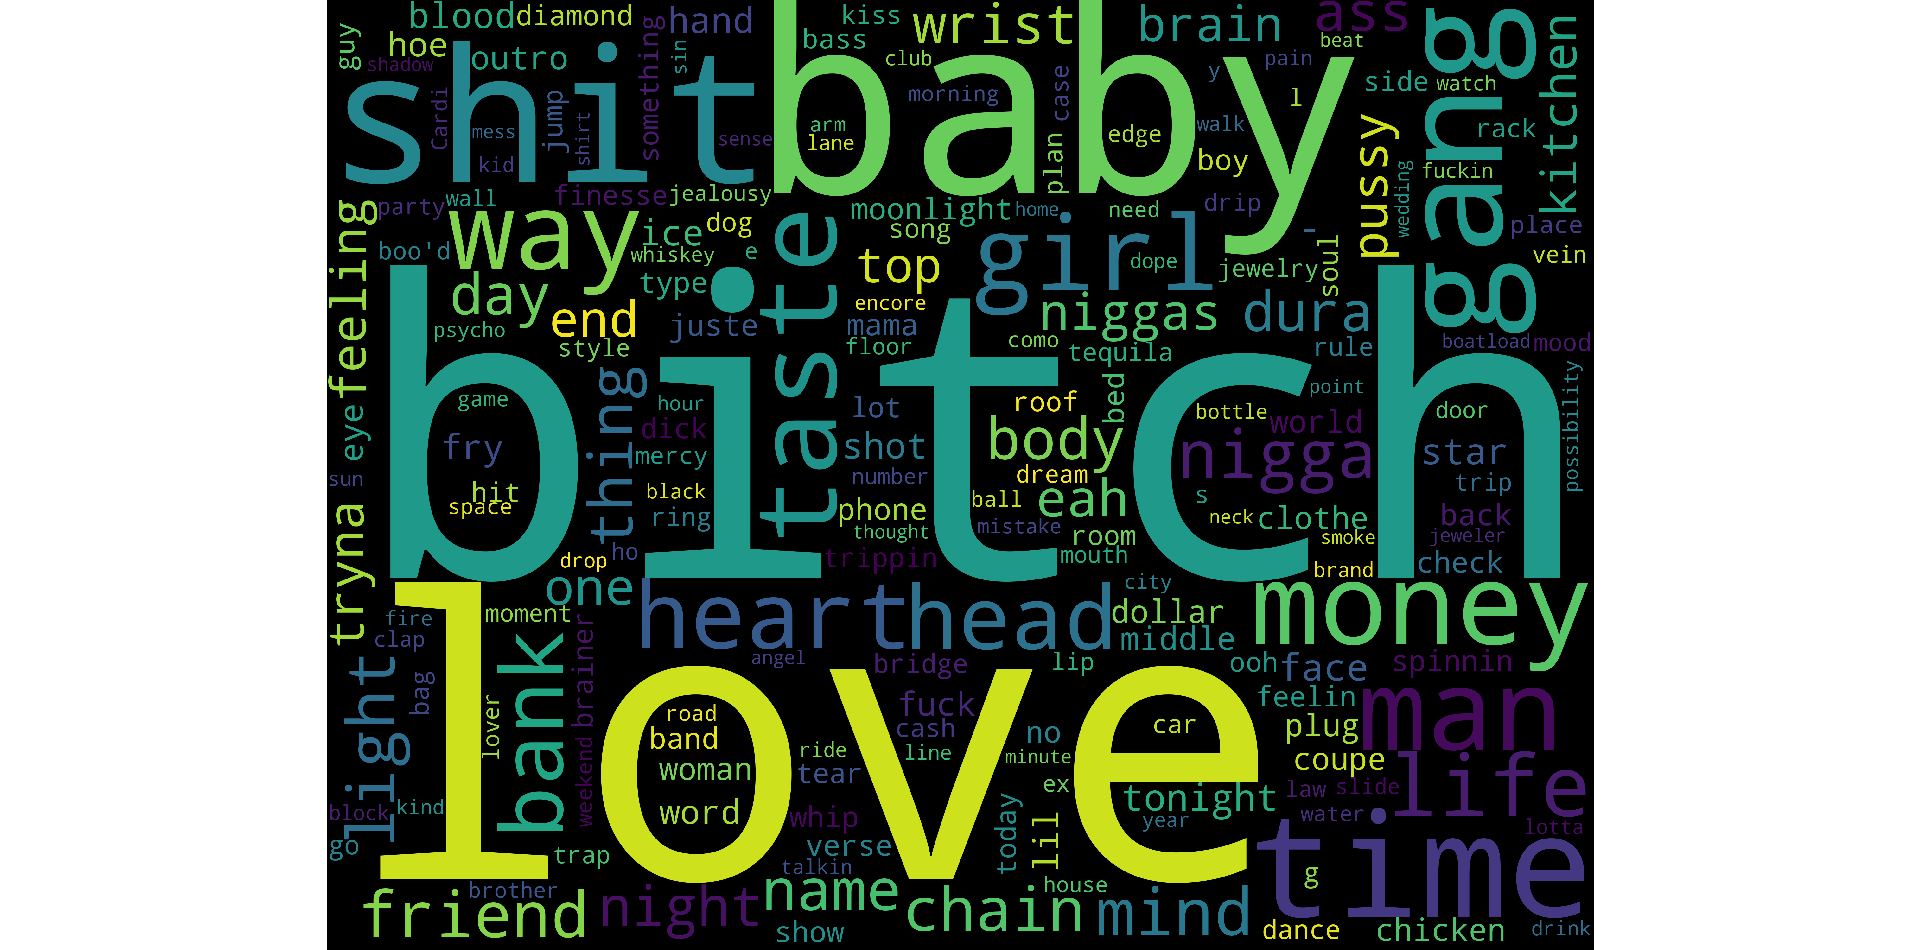 blood
diamond
hand
kiss
wrist
brain
ass
guy
hoe
outro
something
sin
bass
club
beat
gang
kitchen
shadow
shit
baby
y
pain
side
watch
Cardi
mess
jump
shirt
morning
case
l
rack
kid
sense
arm
lane
edge
walk
boy
plan
pussy
fuckin
wedding
feeling
party
wall
finesse
jealousy
moonlight
home
need
drip
place
way
ice
dog
song
girl
-
soul
vein
boo'd
whiskey
e
taste
top
dope
jewelry
day
type
encore
niggas
dura
psycho
end
juste
mama
como
rule
boatload
mood
style
floor
tequila
bitch
point
possibility
game
hour
thing
lot
roof
bed
bottle
world
door
eye
fry
dick
shot
body
nigga
star
mercy
sun
hit
space
black
number
dream
trip
ring
phone
ball
eah
s
neck
clothe
back
tryna
thought
mistake
room
smoke
jeweler
drop
ho
trippin
mouth
brand
check
one
heart
head
city
money
fire
moment
dollar
clap
middle
light
bag
bank
brainer
angel
bridge
lip
ooh
face
spinnin
lover
love
fuck
feelin
man
road
band
cash
line
no
car
plug
weekend
woman
ride
tear
minute
ex
coupe
life
block
kind
word
whip
today
tonight
law
slide
water
go
trap
verse
lil
year
time
lotta
talkin
brother
friend
night
name
chain
house
mind
g
show
dance
chicken
drink